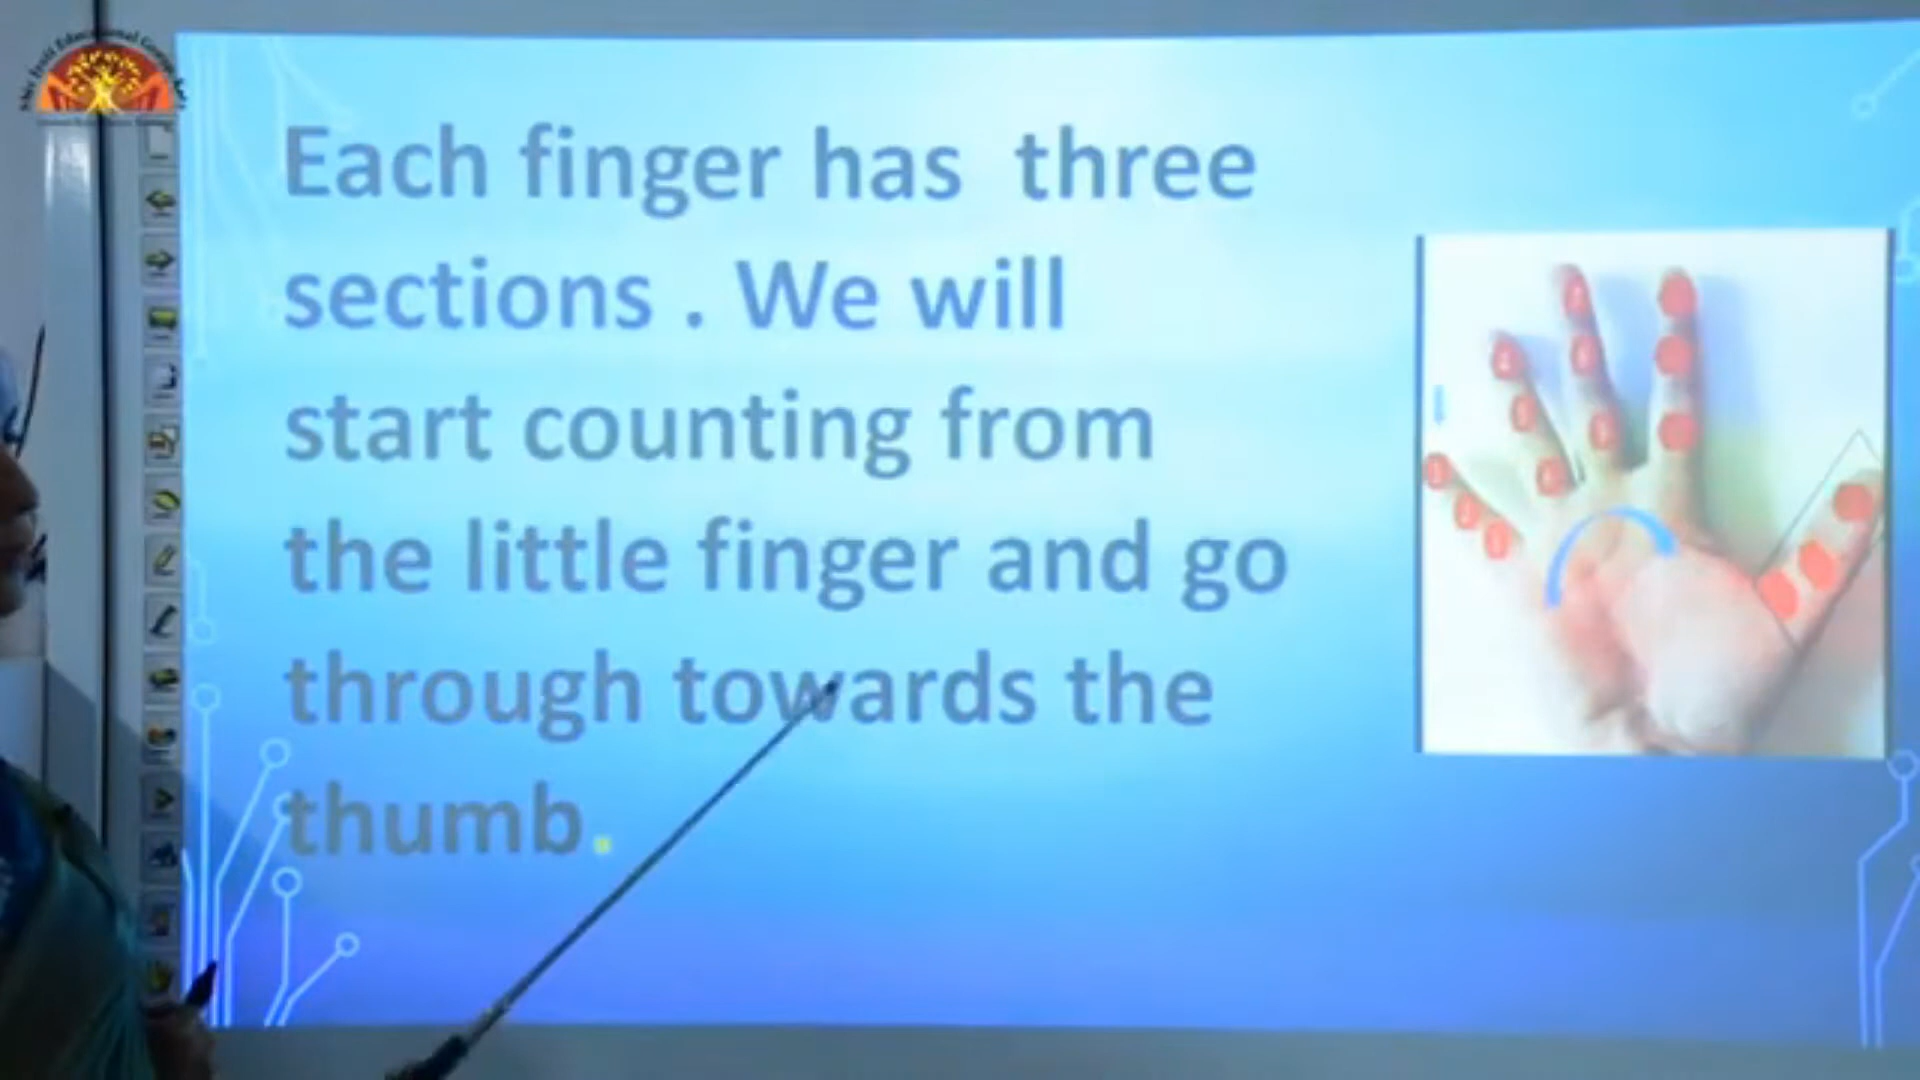 Each finger has three
sections . We will
start counting from
the little finger and go
through towards the
thumb.